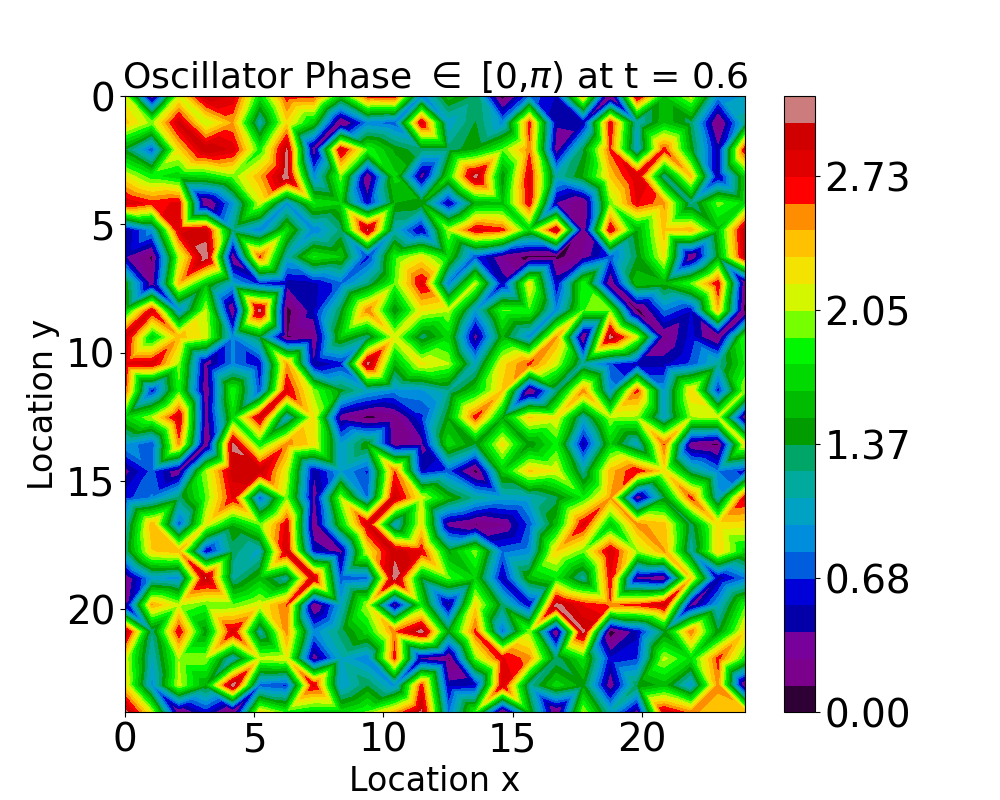 Oscillator Phase ∈ [0,π) at t = 0.6
Location y
0
5
10
15
20
0 5 10 15 20
Location x
2.73
2.05
1.37
0.68
0.00